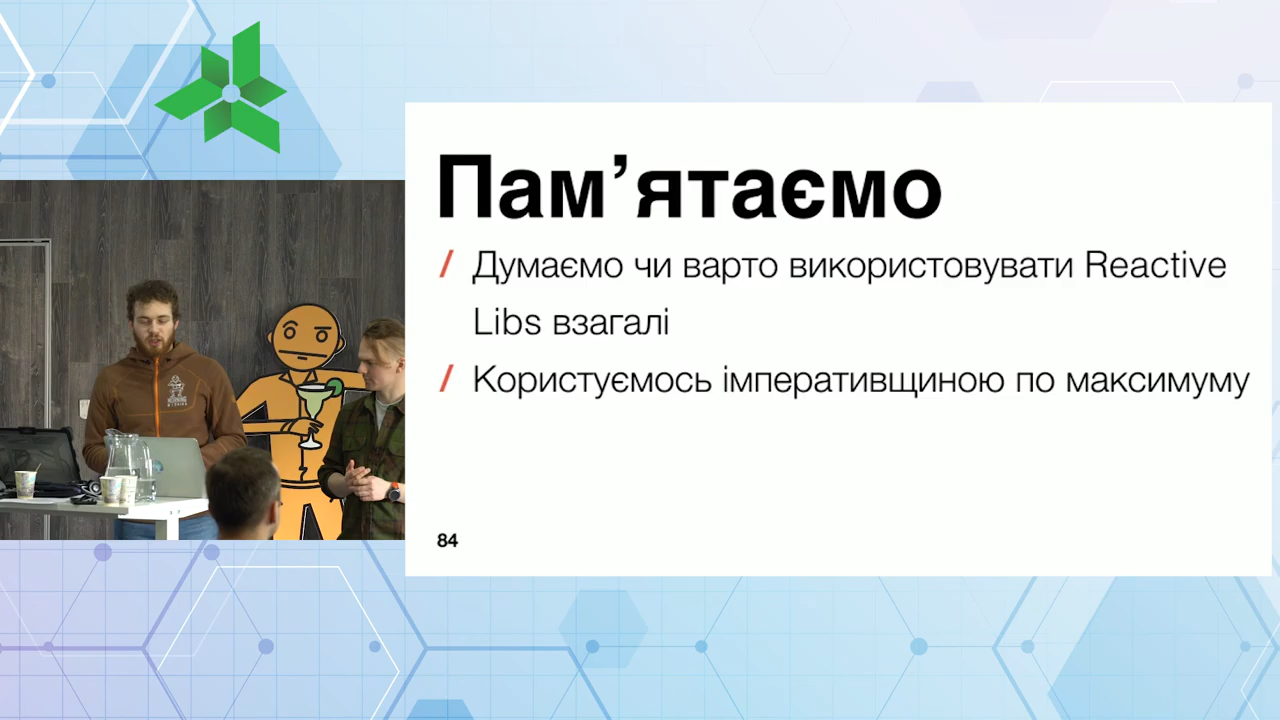 Пам’ятаємо
/ Думаємо чи варто використовувати Reactive
Libs взагалі
/ Користуємось імперативщиною по максимуму
84